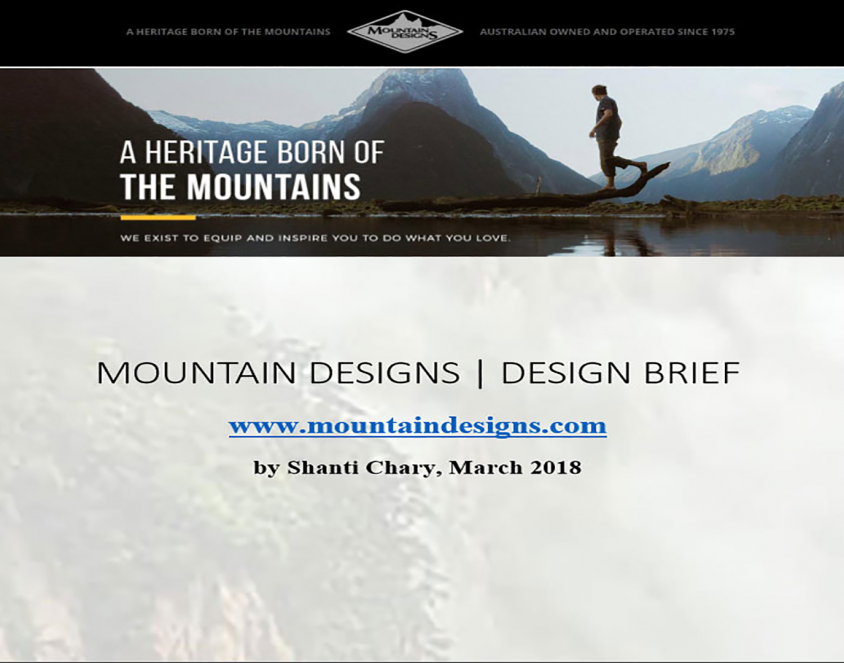 A HERITAGE BORN OF THE MOUNTAINS
MOUNTAIN
DESIGNS
AUSTRALIAN OWNED AND OPERATED SINCE 1975
A HERITAGE BORN OF
THE MOUNTAINS
WE EXIST TO EQUIP AND INSPIRE YOU TO DO WHAT YOU LOVE.
MOUNTAIN DESIGNS | DESIGN BRIEF
www.mountaindesigns.com
by Shanti Chary, March 2018